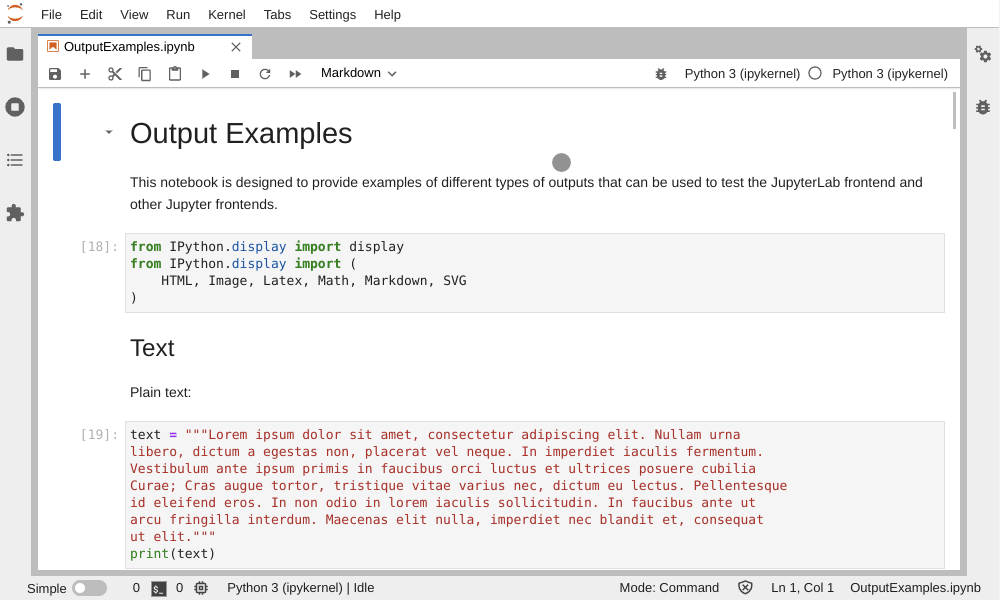 File Edit View Run Kernel Tabs Settings Help
OutputExamples.ipynb
Markdown Python 3 (ipykernel) Python 3 (ipykernel)
Output Examples
This notebook is designed to provide examples of different types of outputs that can be used to test the JupyterLab frontend and
other Jupyter frontends.
[18]: from IPython.display import display
from IPython.display import (
    HTML, Image, Latex, Math, Markdown, SVG
)
Text
Plain text:
[19]: text = """Lorem ipsum dolor sit amet, consectetur adipiscing elit. Nullam urna
libero, dictum a egestas non, placerat vel neque. In imperdiet iaculis fermentum.
Vestibulum ante ipsum primis in faucibus orci luctus et ultrices posuere cubilia
Curae; Cras augue tortor, tristique vitae varius nec, dictum eu lectus. Pellentesque
id eleifend eros. In non odio in lorem iaculis sollicitudin. In faucibus ante ut
arcu fringilla interdum. Maecenas elit nulla, imperdiet nec blandit et, consequat
ut elit."""
print(text)
Simple 0 $_ 0 Python 3 (ipykernel) | Idle Mode: Command Ln 1, Col 1 OutputExamples.ipynb